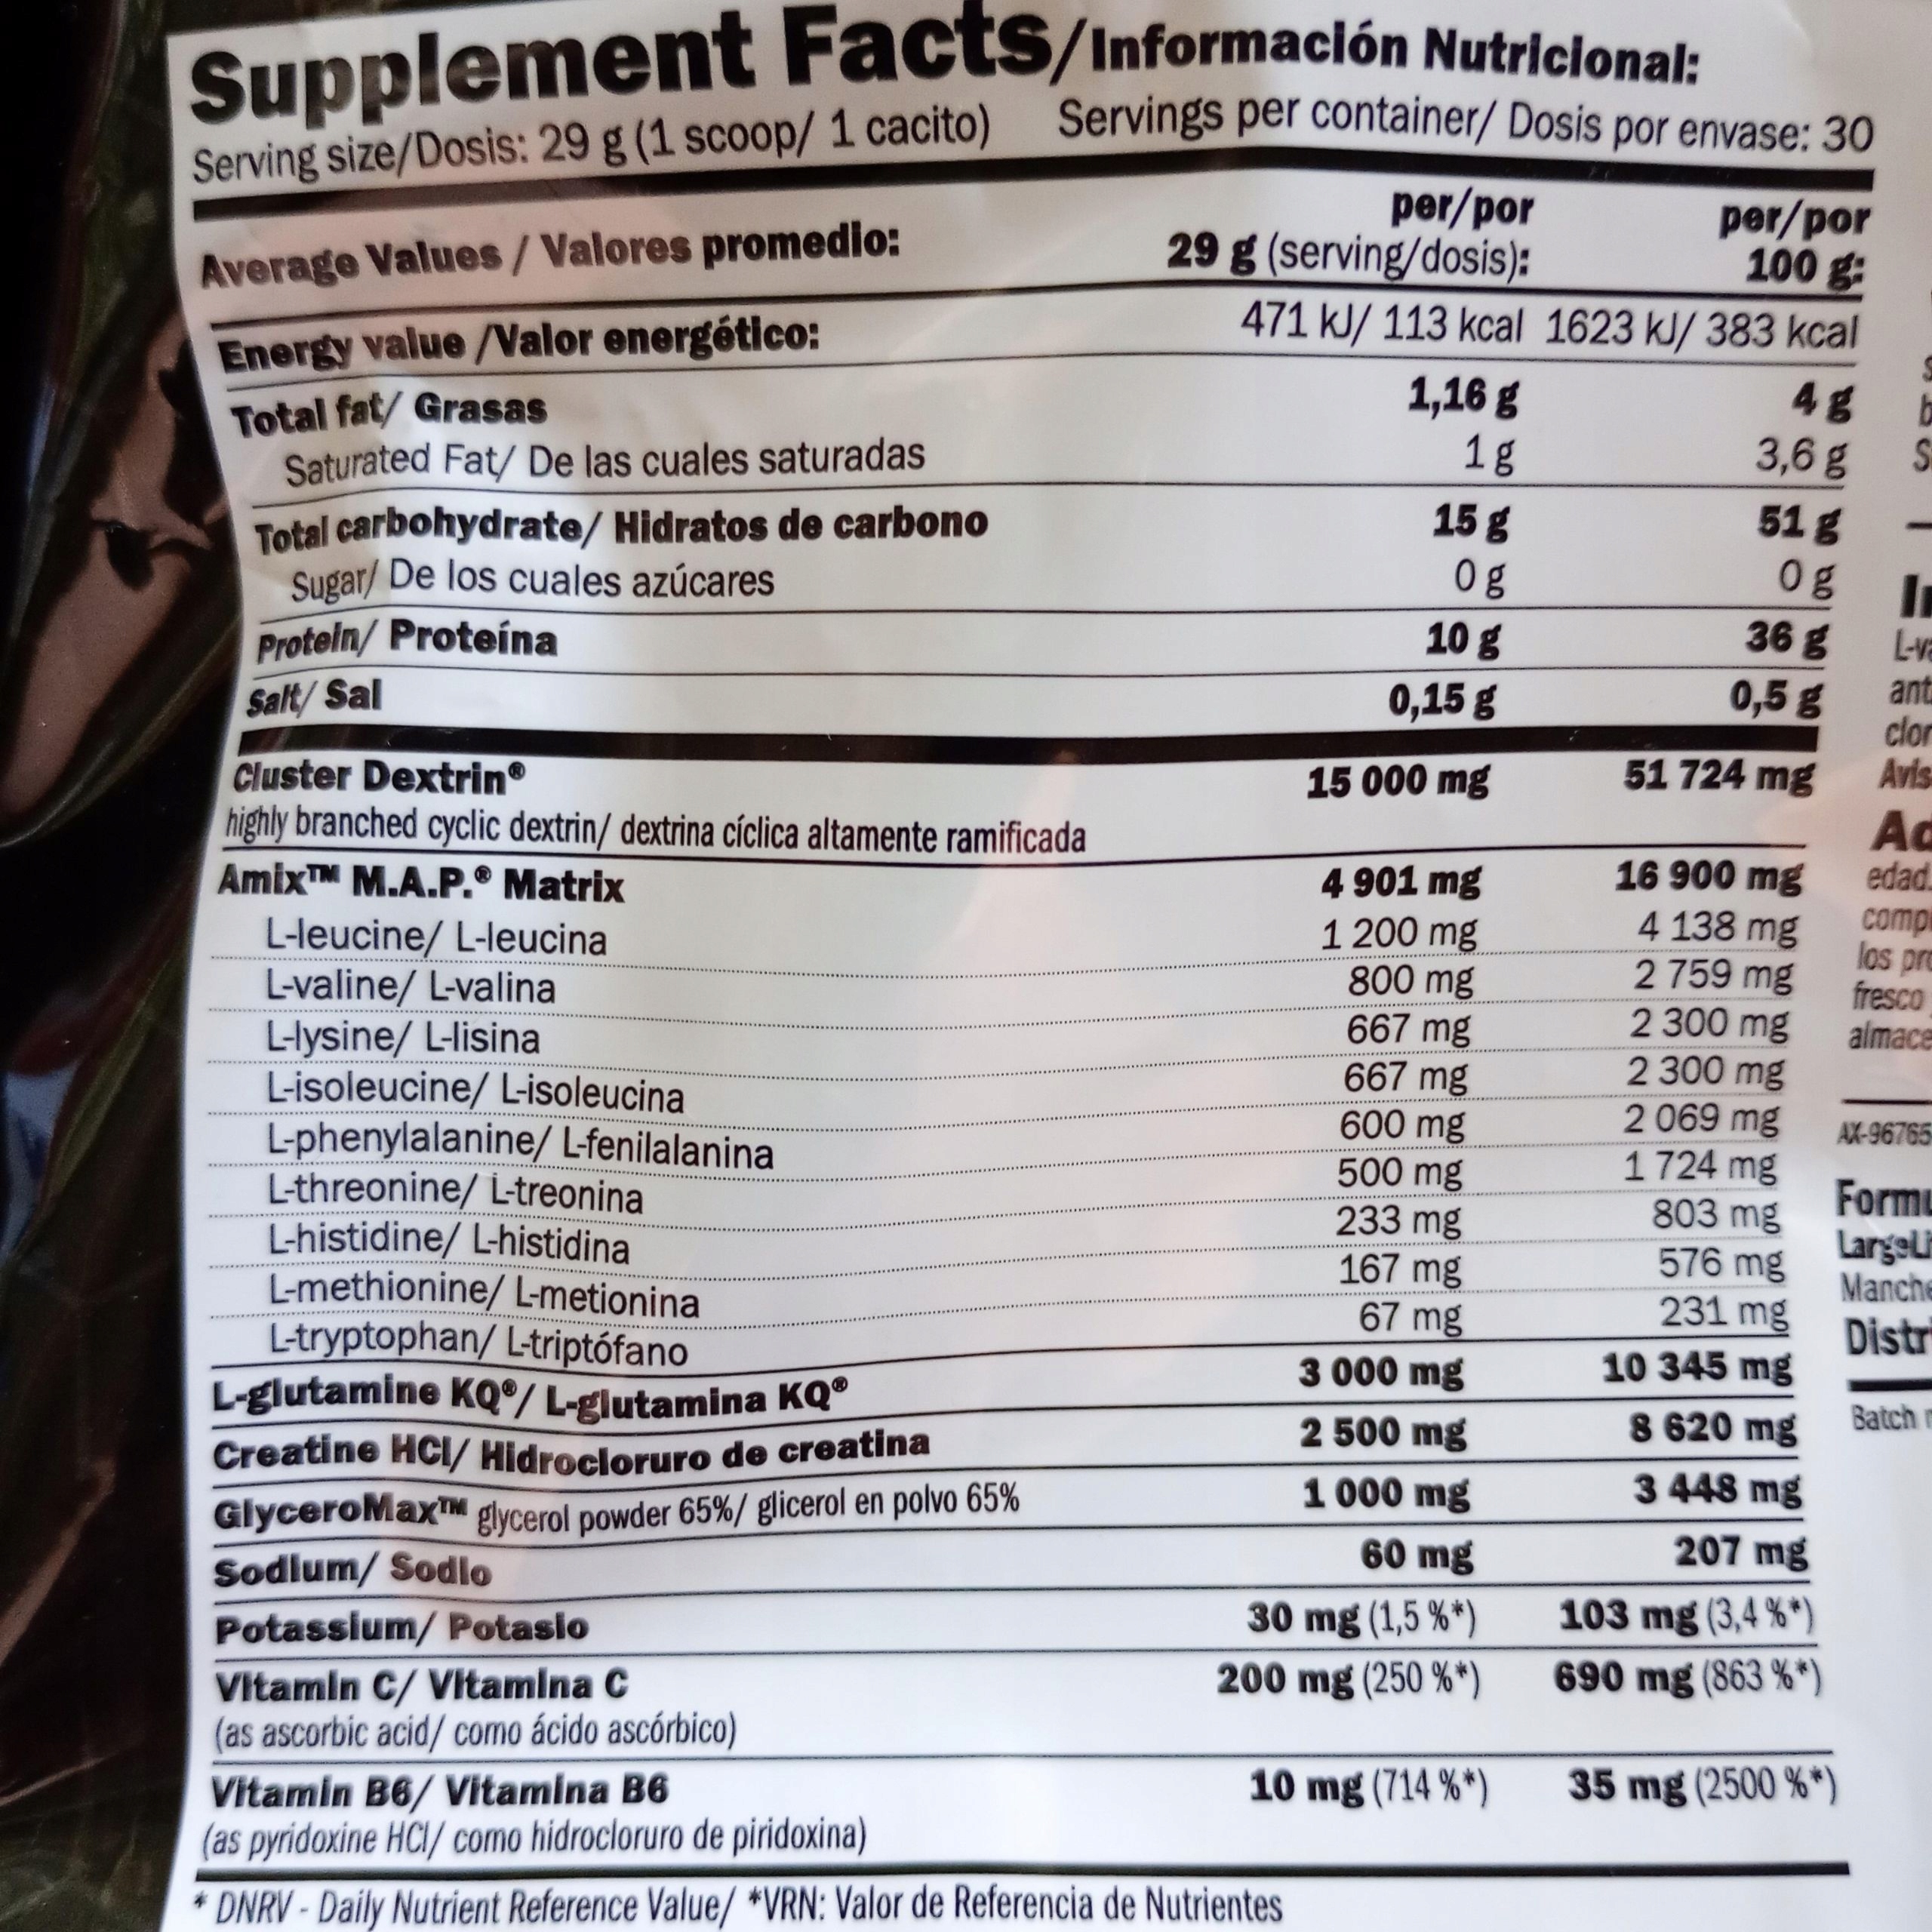 Supplement Facts/Información Nutricional:
Serving size/Dosis: 29 g (1 scoop/ 1 cacito) Servings per container/ Dosis por envase: 30
Average Values / Valores promedio: per/por 29 g (serving/dosis): per/por 100 g:
Energy value /Valor energético: 471 kJ/ 113 kcal 1623 kJ/ 383 kcal
Total fat/ Grasas 1,16 g 4 g
Saturated Fat/ De las cuales saturadas 1 g 3,6 g
Total carbohydrate/ Hidratos de carbono 15 g 51 g
Sugar/ De los cuales azúcares 0 g 0 g
Protein/ Proteína 10 g 36 g
Salt/ Sal 0,15 g 0,5 g
Cluster Dextrin® 15 000 mg 51 724 mg
highly branched cyclic dextrin/ dextrina cíclica altamente ramificada
Amix™ M.A.P.® Matrix 4 901 mg 16 900 mg
L-leucine/ L-leucina 1 200 mg 4 138 mg
L-valine/ L-valina 800 mg 2 759 mg
L-lysine/ L-lisina 667 mg 2 300 mg
L-isoleucine/ L-isoleucina 667 mg 2 300 mg
L-phenylalanine/ L-fenilalanina 600 mg 2 069 mg
L-threonine/ L-treonina 500 mg 1 724 mg
L-histidine/ L-histidina 233 mg 803 mg
L-methionine/ L-metionina 167 mg 576 mg
L-tryptophan/ L-triptófano 67 mg 231 mg
L-glutamine KQ®/ L-glutamina KQ® 3 000 mg 10 345 mg
Creatine HCl/ Hidrocloruro de creatina 2 500 mg 8 620 mg
GlyceroMax™ glycerol powder 65%/ glicerol en polvo 65% 1 000 mg 3 448 mg
Sodium/ Sodio 60 mg 207 mg
Potassium/ Potasio 30 mg (1,5 %*) 103 mg (3,4 %*)
Vitamin C/ Vitamina C 200 mg (250 %*) 690 mg (863 %*)
(as ascorbic acid/ como ácido ascórbico)
Vitamin B6/ Vitamina B6 10 mg (714 %*) 35 mg (2500 %*)
(as pyridoxine HCl/ como hidrocloruro de piridoxina)
* DNRV - Daily Nutrient Reference Value/ *VRN: Valor de Referencia de Nutrientes
edad.
los
fresco
AX-96765
Batch